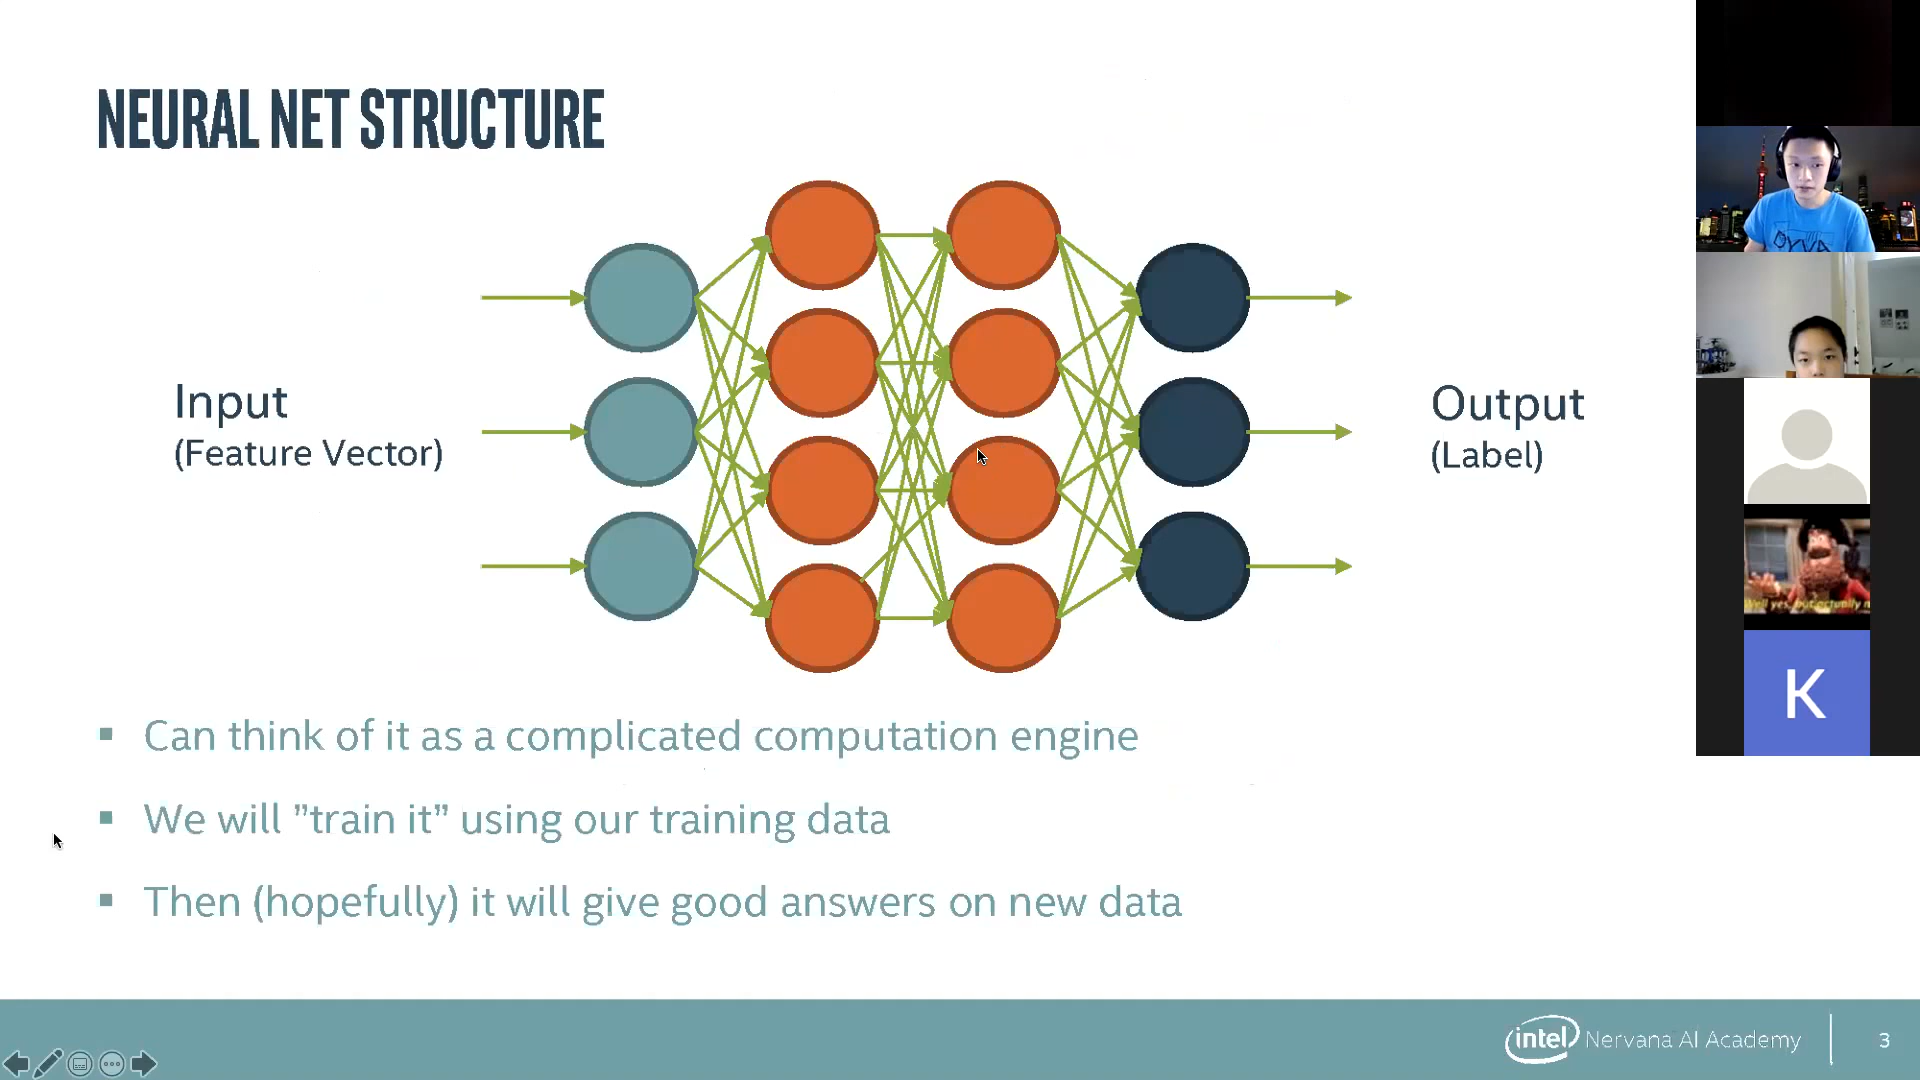 NEURAL NET STRUCTURE
Input
(Feature Vector)
Output
(Label)
▪ Can think of it as a complicated computation engine
▪ We will ”train it” using our training data
▪ Then (hopefully) it will give good answers on new data
K
intel Nervana AI Academy
3